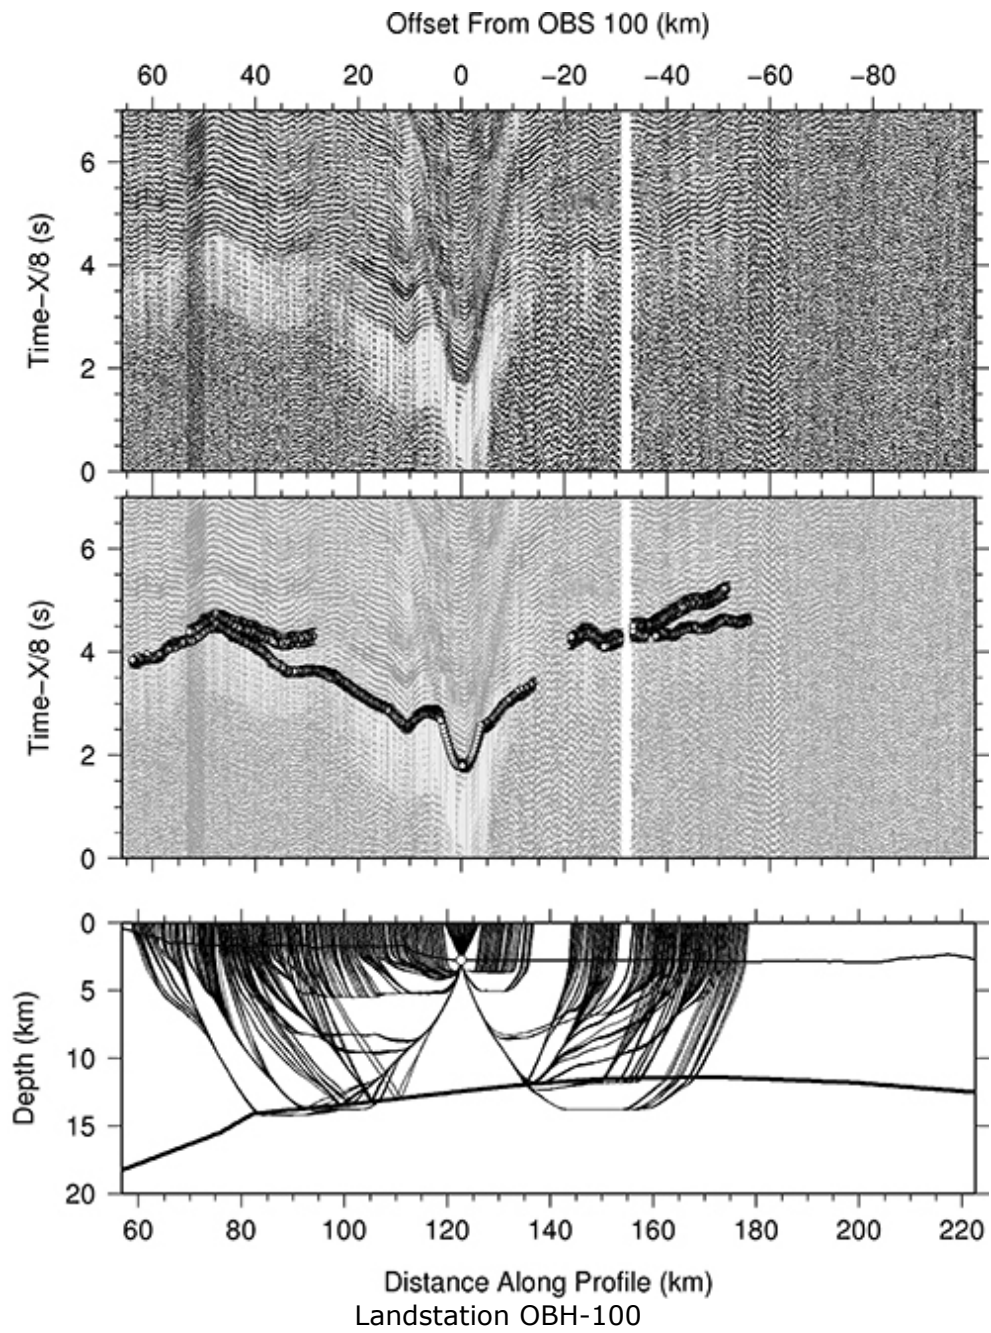 Offset From OBS 100 (km)
60 40 20 0 −20 −40 −60 −80
6
4
2
0
Time−X/8 (s)
6
4
2
0
Time−X/8 (s)
0
5
10
15
20
Depth (km)
60 80 100 120 140 160 180 200 220
Distance Along Profile (km)
Landstation OBH-100